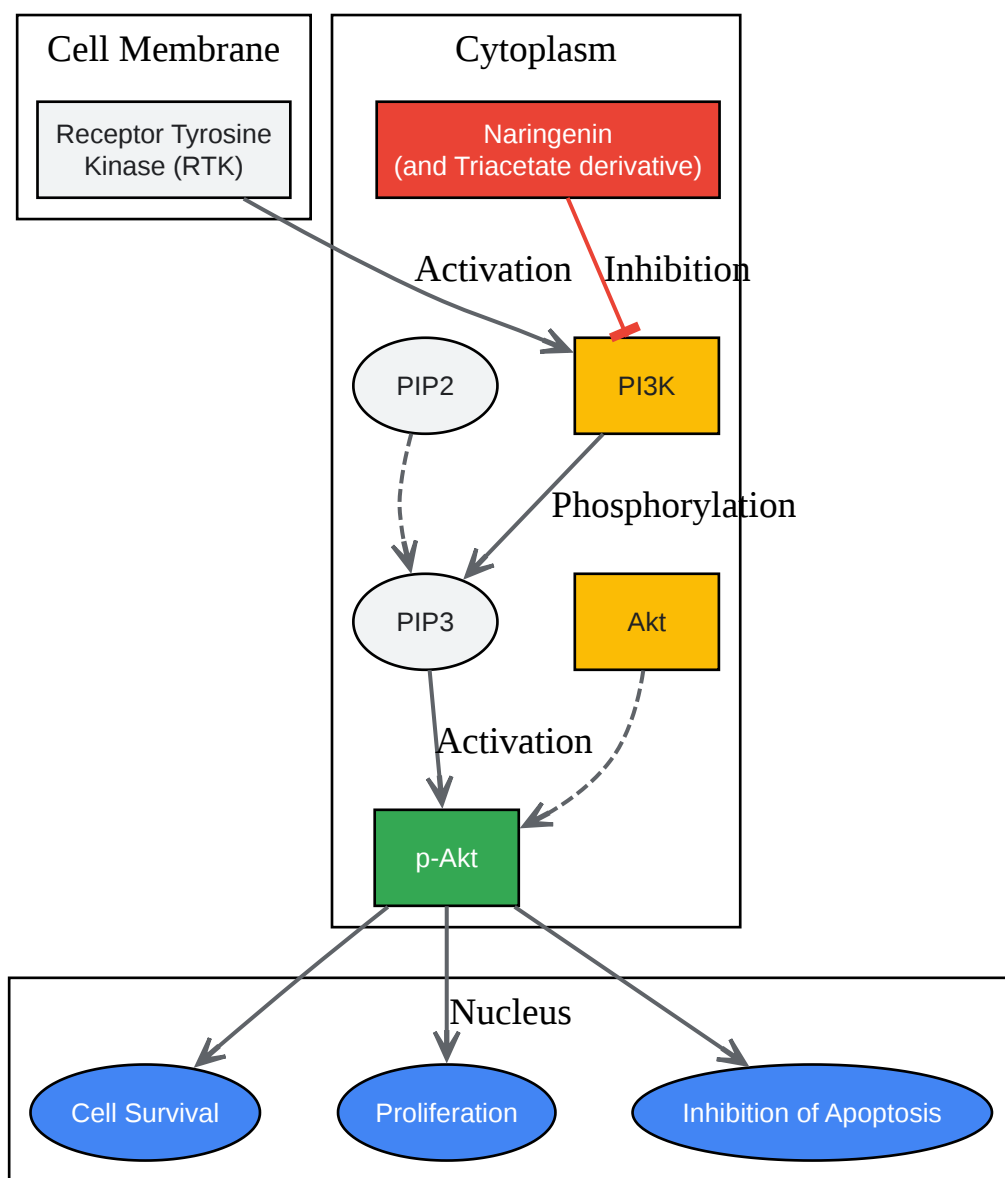 Cell Membrane
Cytoplasm
Receptor Tyrosine
Kinase (RTK)
Naringenin
(and Triacetate derivative)
Activation
Inhibition
PIP2
PI3K
Phosphorylation
PIP3
Akt
Activation
p-Akt
Nucleus
Cell Survival
Proliferation
Inhibition of Apoptosis